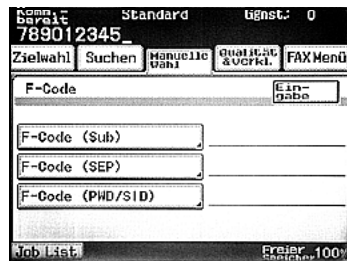 Komm.-
bereit Standard Ggnst.: 0
789012345_
Zielwahl Suchen Manuelle
Wahl Qualität
&Verkl. FAX Menü
F-Code Ein-
gabe
F-Code (Sub)
F-Code (SEP)
F-Code (PWD/SID)
Job List. Freier
Speicher 100%